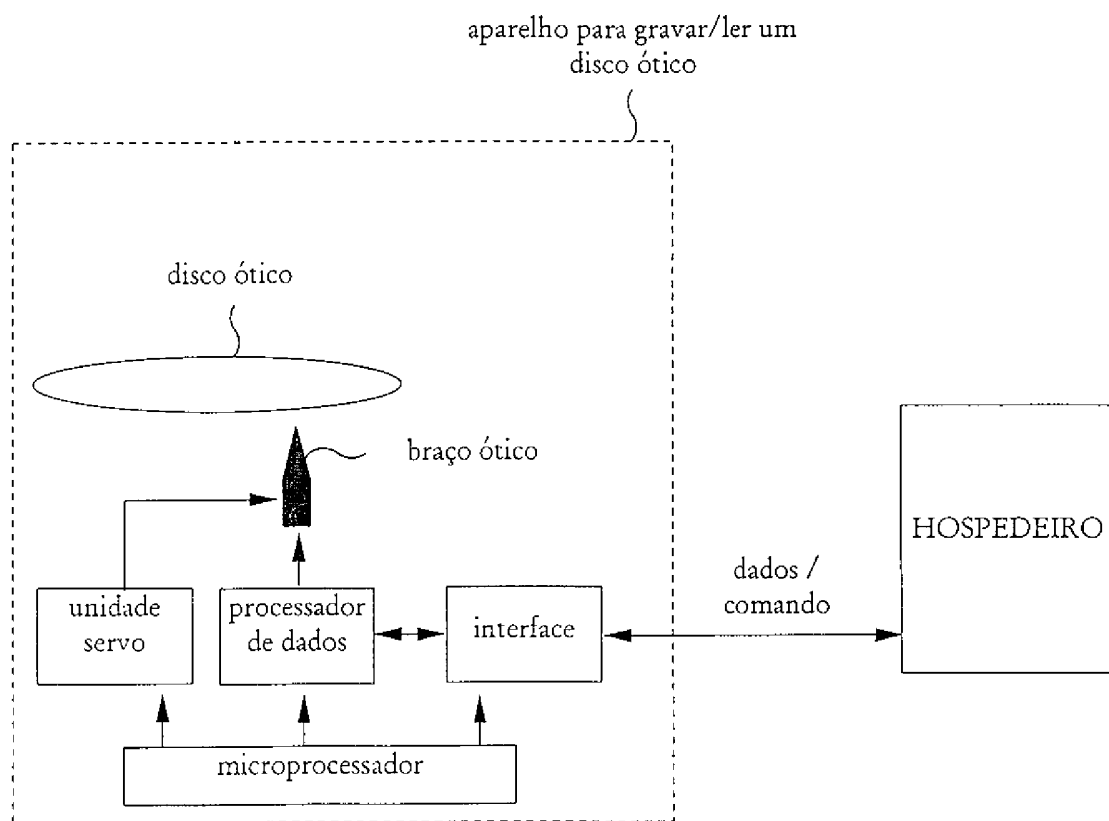 aparelho para gravar/ler um
disco ótico
disco ótico
braço ótico
HOSPEDEIRO
dados /
comando
unidade
servo
processador
de dados
interface
microprocessador